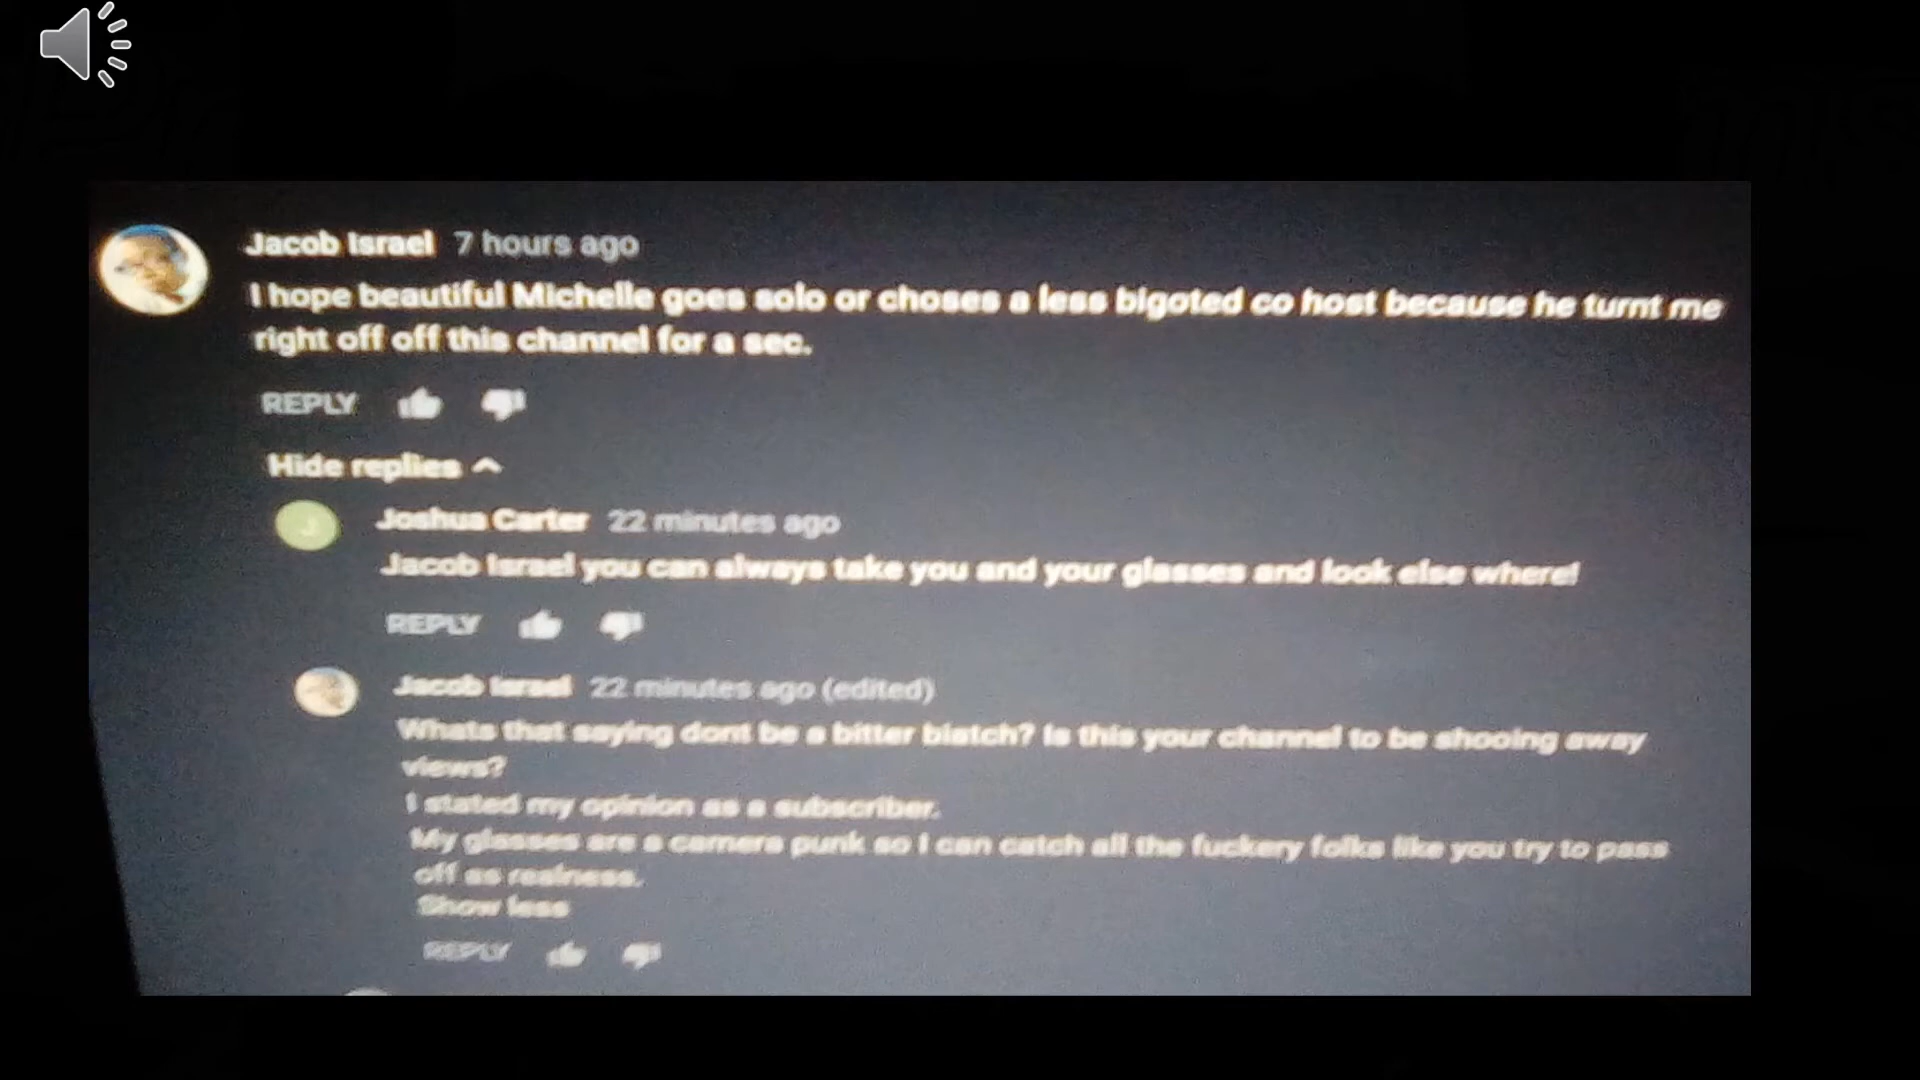 Jacob Israel 7 hours ago
I hope beautiful Michelle goes solo or choses a less bigoted co host because he turnt me
right off off this channel for a sec.
REPLY
Hide replies
J
Joshua Carter 22 minutes ago
Jacob Israel you can always take you and your glasses and look else where!
REPLY
Jacob Israel 22 minutes ago (edited)
Whats that saying dont be a bitter biatch? Is this your channel to be shooing away
views?
I stated my opinion as a subscriber.
My glasses are a camera punk so I can catch all the fuckery folks like you try to pass
off as realness.
Show less
REPLY